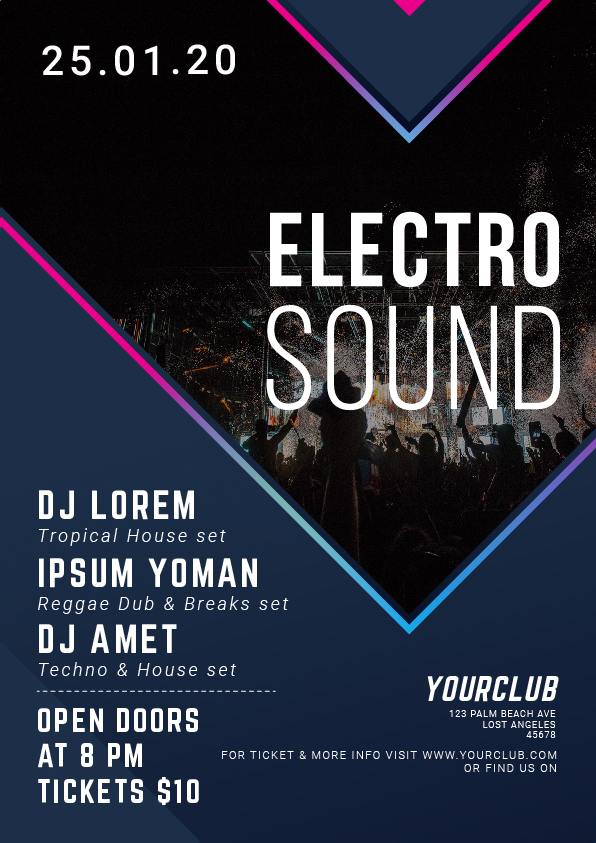 25.01.20
ELECTRO
SOUND
DJ LOREM
Tropical House set
IPSUM YOMAN
Reggae Dub & Breaks set
DJ AMET
Techno & House set
OPEN DOORS
AT 8 PM
TICKETS $10
YOURCLUB
123 PALM BEACH AVE
LOST ANGELES
45678
FOR TICKET & MORE INFO VISIT WWW.YOURCLUB.COM
OR FIND US ON